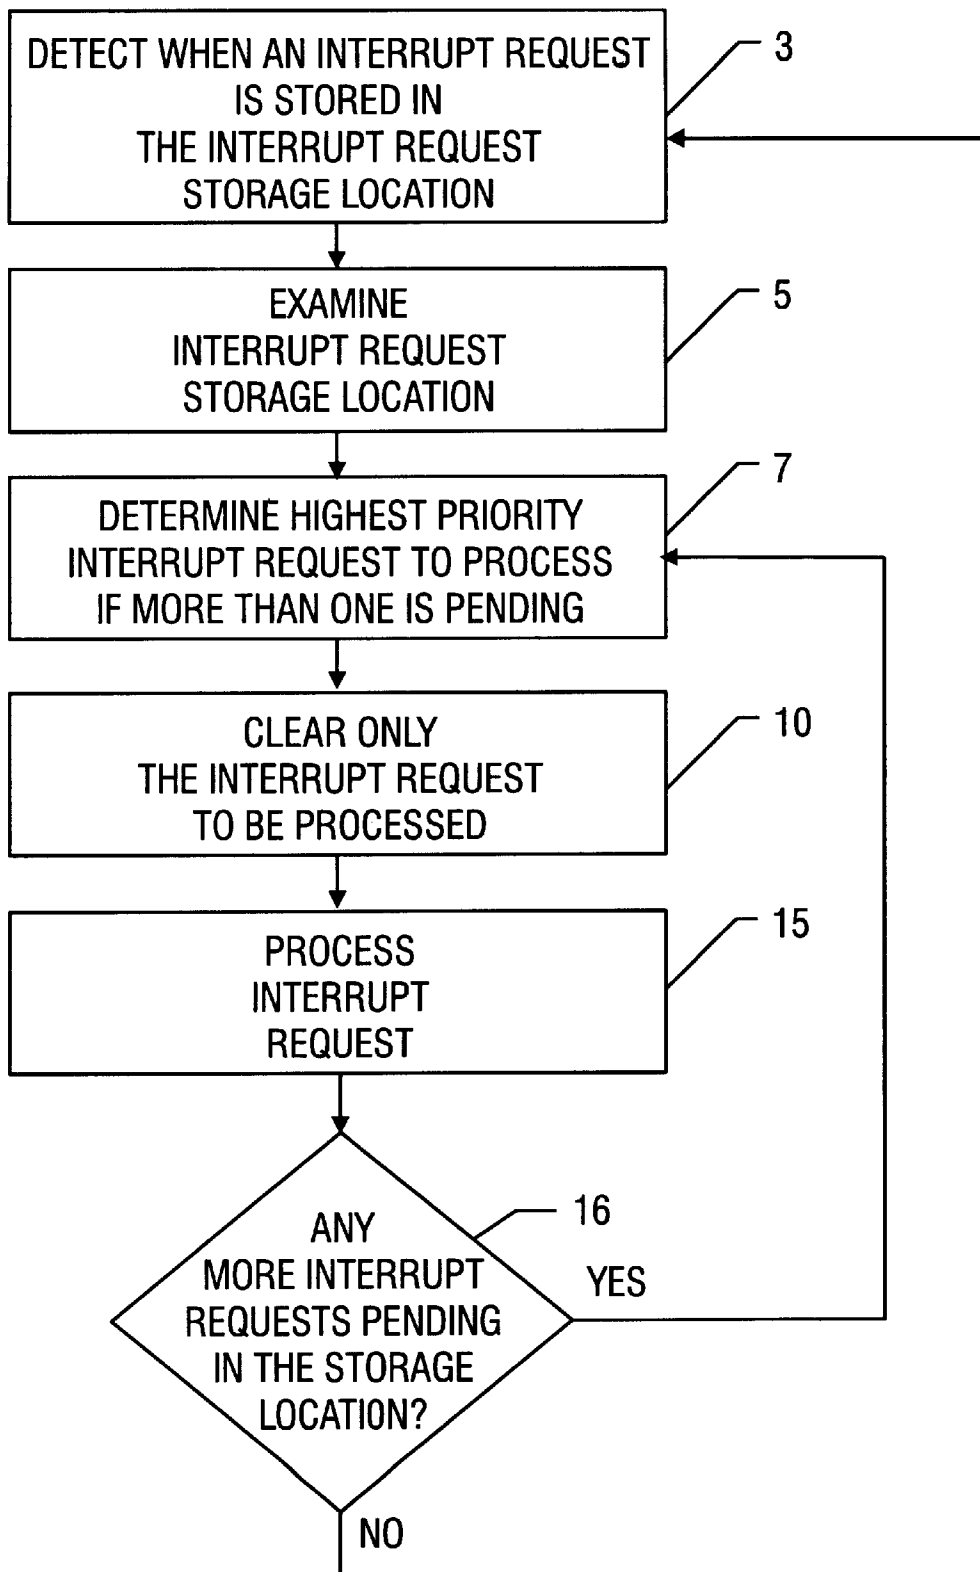 DETECT WHEN AN INTERRUPT REQUEST
IS STORED IN
THE INTERRUPT REQUEST
STORAGE LOCATION
3
EXAMINE
INTERRUPT REQUEST
STORAGE LOCATION
5
DETERMINE HIGHEST PRIORITY
INTERRUPT REQUEST TO PROCESS
IF MORE THAN ONE IS PENDING
7
CLEAR ONLY
THE INTERRUPT REQUEST
TO BE PROCESSED
10
PROCESS
INTERRUPT
REQUEST
15
ANY
MORE INTERRUPT
REQUESTS PENDING
IN THE STORAGE
LOCATION?
16
YES
NO